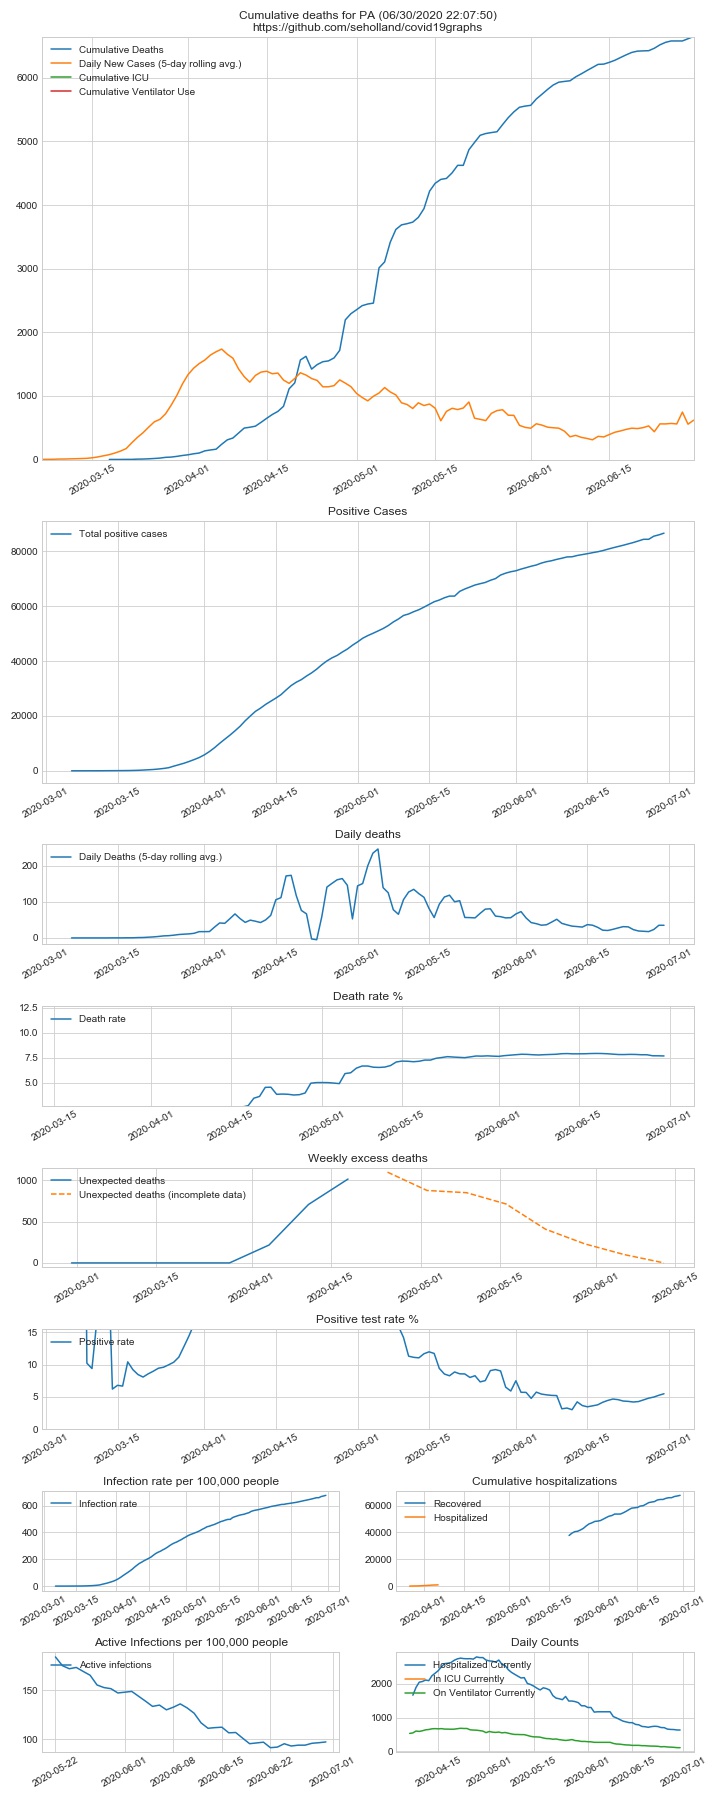 Cumulative deaths for PA (06/30/2020 22:07:50)
https://github.com/seholland/covid19graphs
Cumulative Deaths
Daily New Cases (5-day rolling avg.)
Cumulative ICU
Cumulative Ventilator Use
6000
5000
4000
3000
2000
1000
0
2020-03-15 2020-04-01 2020-04-15 2020-05-01 2020-05-15 2020-06-01 2020-06-15
Positive Cases
Total positive cases
80000
60000
40000
20000
0
2020-03-01 2020-03-15 2020-04-01 2020-04-15 2020-05-01 2020-05-15 2020-06-01 2020-06-15 2020-07-01
Daily deaths
Daily Deaths (5-day rolling avg.)
200
100
0
2020-03-01 2020-03-15 2020-04-01 2020-04-15 2020-05-01 2020-05-15 2020-06-01 2020-06-15 2020-07-01
Death rate %
Death rate
12.5
10.0
7.5
5.0
2020-03-15 2020-04-01 2020-04-15 2020-05-01 2020-05-15 2020-06-01 2020-06-15 2020-07-01
Weekly excess deaths
Unexpected deaths
Unexpected deaths (incomplete data)
1000
500
0
2020-03-01 2020-03-15 2020-04-01 2020-04-15 2020-05-01 2020-05-15 2020-06-01 2020-06-15
Positive test rate %
Positive rate
15
10
5
0
2020-03-01 2020-03-15 2020-04-01 2020-04-15 2020-05-01 2020-05-15 2020-06-01 2020-06-15 2020-07-01
Infection rate per 100,000 people
Infection rate
600
400
200
0
2020-03-01 2020-03-15 2020-04-01 2020-04-15 2020-05-01 2020-05-15 2020-06-01 2020-06-15 2020-07-01
Cumulative hospitalizations
Recovered
Hospitalized
60000
40000
20000
0
2020-04-01 2020-04-15 2020-05-01 2020-05-15 2020-06-01 2020-06-15 2020-07-01
Active Infections per 100,000 people
Active infections
150
100
2020-05-22 2020-06-01 2020-06-08 2020-06-15 2020-06-22 2020-07-01
Daily Counts
Hospitalized Currently
In ICU Currently
On Ventilator Currently
2000
1000
0
2020-04-15 2020-05-01 2020-05-15 2020-06-01 2020-06-15 2020-07-01